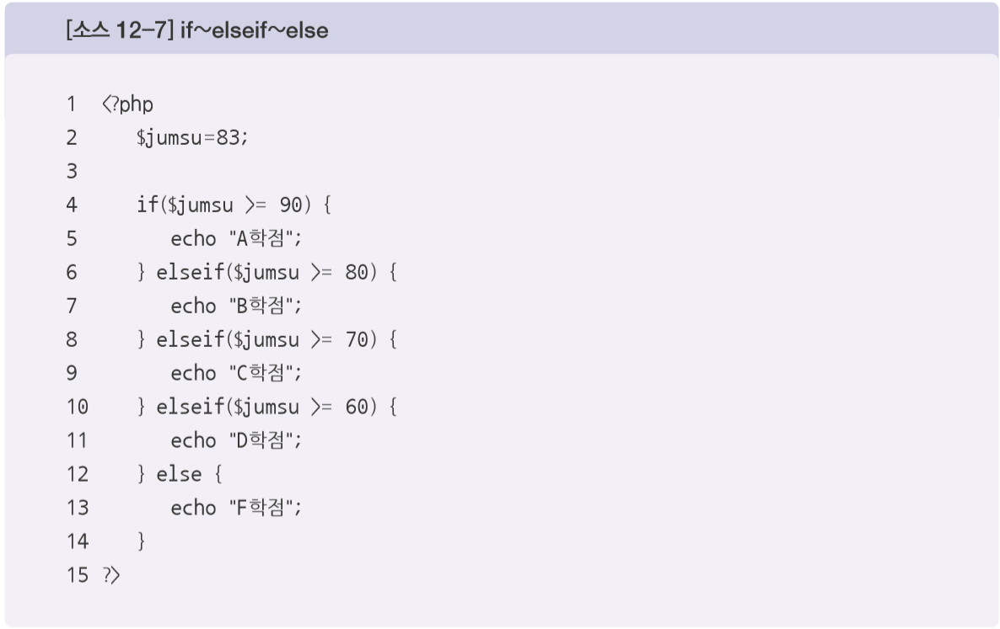 [소스 12-7] if~elseif~else
1 <?php
2 $jumsu=83;
3
4 if($jumsu >= 90) {
5 echo "A학점";
6 } elseif($jumsu >= 80) {
7 echo "B학점";
8 } elseif($jumsu >= 70) {
9 echo "C학점";
10 } elseif($jumsu >= 60) {
11 echo "D학점";
12 } else {
13 echo "F학점";
14 }
15 ?>